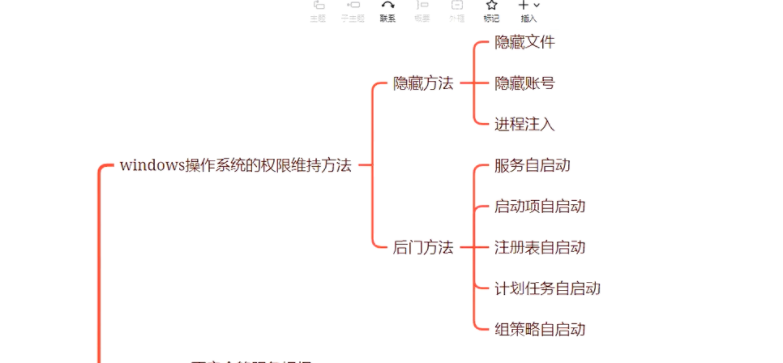 主题 子主题 联系 概要 外框 标记 插入
隐藏文件
隐藏方法
隐藏账号
进程注入
windows操作系统的权限维持方法
服务自启动
启动项自启动
后门方法
注册表自启动
计划任务自启动
组策略自启动